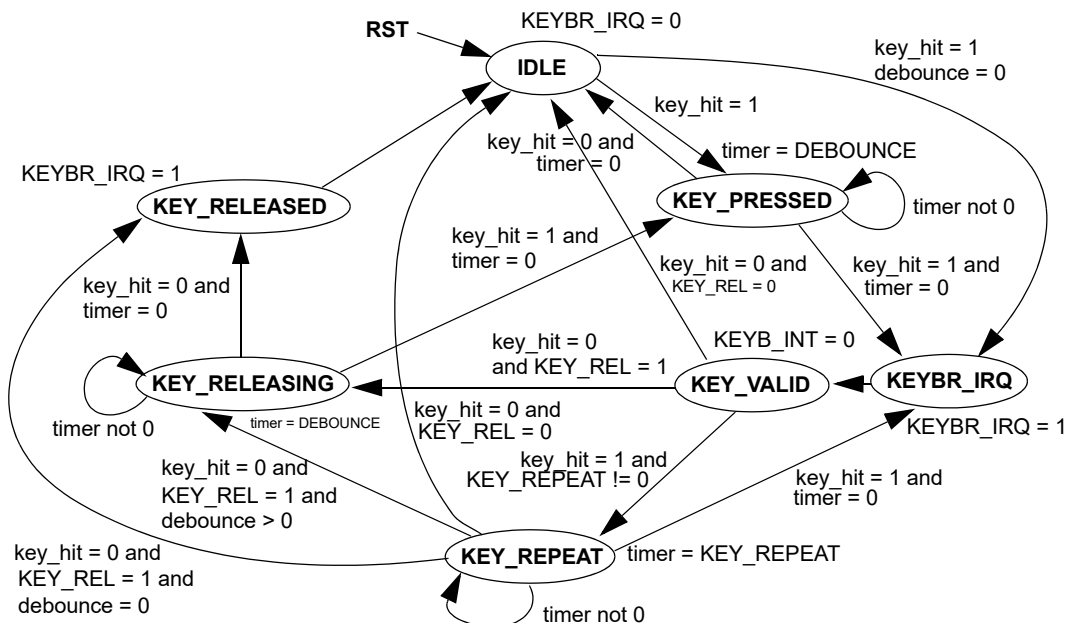 KEYBR_IRQ = 0
RST
IDLE
key_hit = 1
debounce = 0
key_hit = 1
key_hit = 0 and
timer = 0
timer = DEBOUNCE
KEYBR_IRQ = 1
KEY_RELEASED
KEY_PRESSED
timer not 0
key_hit = 1 and
timer = 0
key_hit = 0 and
KEY_REL = 0
key_hit = 1 and
timer = 0
key_hit = 0 and
timer = 0
key_hit = 0
and KEY_REL = 1
KEYB_INT = 0
KEY_RELEASING
KEY_VALID
KEYBR_IRQ
timer not 0
timer = DEBOUNCE
key_hit = 0 and
KEY_REL = 0
KEYBR_IRQ = 1
key_hit = 0 and
KEY_REL = 1 and
debounce > 0
key_hit = 1 and
KEY_REPEAT != 0
key_hit = 1 and
timer = 0
key_hit = 0 and
KEY_REL = 1 and
debounce = 0
KEY_REPEAT
timer = KEY_REPEAT
timer not 0